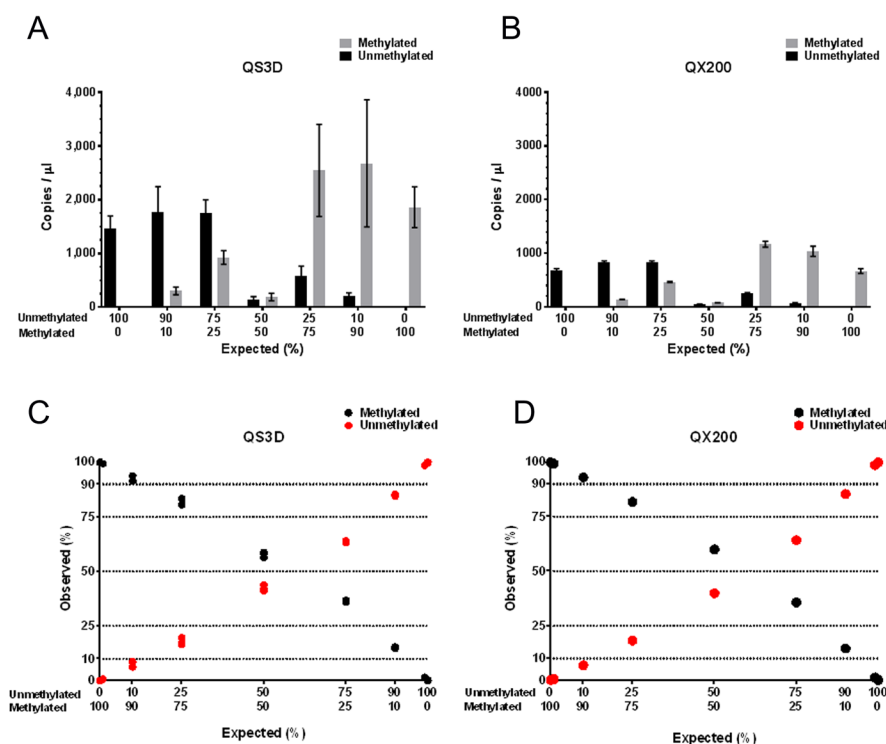 A
Methylated
Unmethylated
QS3D
4,000
3,000
2,000
1,000
0
Copies / µl
Unmethylated 100 90 75 50 25 10 0
Methylated 0 10 25 50 75 90 100
Expected (%)
B
Methylated
Unmethylated
QX200
4000
3000
2000
1000
0
Copies / µl
Unmethylated 100 90 75 50 25 10 0
Methylated 0 10 25 50 75 90 100
Expected (%)
C
Methylated
Unmethylated
QS3D
100
90
75
50
25
10
0
Observed (%)
Unmethylated 0 10 25 50 75 90 100
Methylated 100 90 75 50 25 10 0
Expected (%)
D
Methylated
Unmethylated
QX200
100
90
75
50
25
10
0
Observed (%)
Unmethylated 0 10 25 50 75 90 100
Methylated 100 90 75 50 25 10 0
Expected (%)